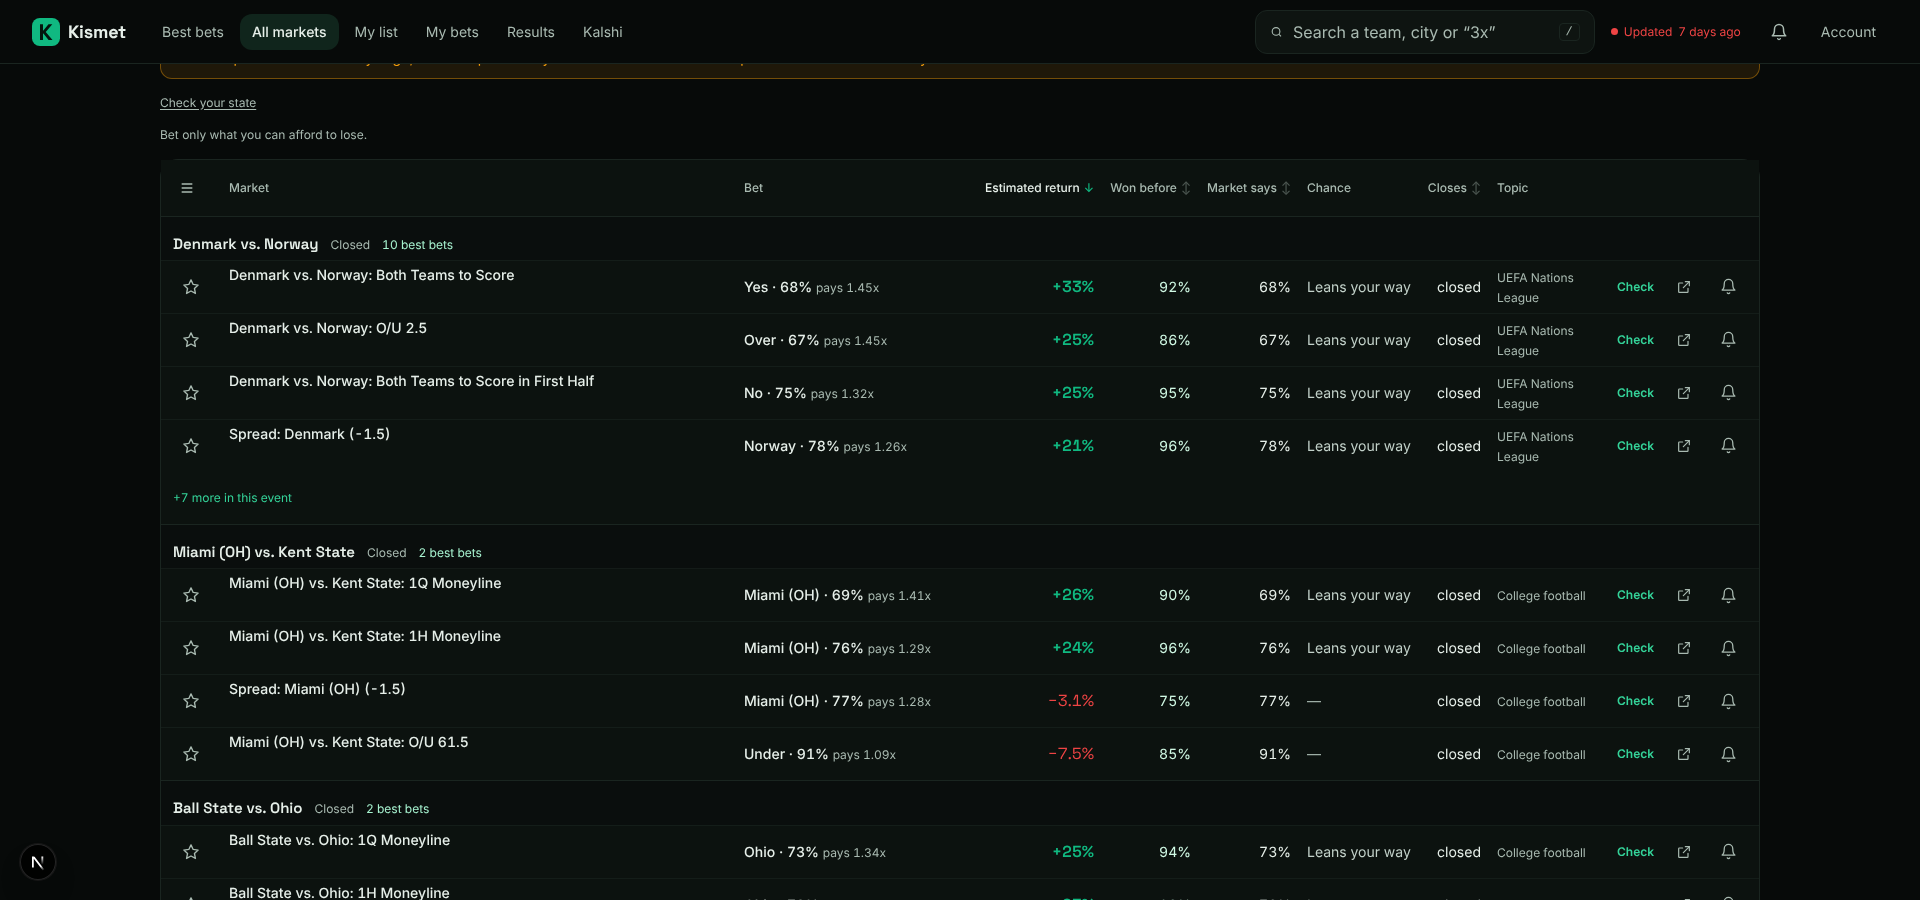 K Kismet Best bets All markets My list My bets Results Kalshi Search a team, city or “3x” / Updated 7 days ago Account
Check your state
Bet only what you can afford to lose.
Market Bet Estimated return Won before Market says Chance Closes Topic
Denmark vs. Norway Closed 10 best bets
Denmark vs. Norway: Both Teams to Score Yes · 68% pays 1.45x +33% 92% 68% Leans your way closed UEFA Nations League Check
Denmark vs. Norway: O/U 2.5 Over · 67% pays 1.45x +25% 86% 67% Leans your way closed UEFA Nations League Check
Denmark vs. Norway: Both Teams to Score in First Half No · 75% pays 1.32x +25% 95% 75% Leans your way closed UEFA Nations League Check
Spread: Denmark (-1.5) Norway · 78% pays 1.26x +21% 96% 78% Leans your way closed UEFA Nations League Check
+7 more in this event
Miami (OH) vs. Kent State Closed 2 best bets
Miami (OH) vs. Kent State: 1Q Moneyline Miami (OH) · 69% pays 1.41x +26% 90% 69% Leans your way closed College football Check
Miami (OH) vs. Kent State: 1H Moneyline Miami (OH) · 76% pays 1.29x +24% 96% 76% Leans your way closed College football Check
Spread: Miami (OH) (-1.5) Miami (OH) · 77% pays 1.28x -3.1% 75% 77% — closed College football Check
Miami (OH) vs. Kent State: O/U 61.5 Under · 91% pays 1.09x -7.5% 85% 91% — closed College football Check
Ball State vs. Ohio Closed 2 best bets
Ball State vs. Ohio: 1Q Moneyline Ohio · 73% pays 1.34x +25% 94% 73% Leans your way closed College football Check
Ball State vs. Ohio: 1H Moneyline
N